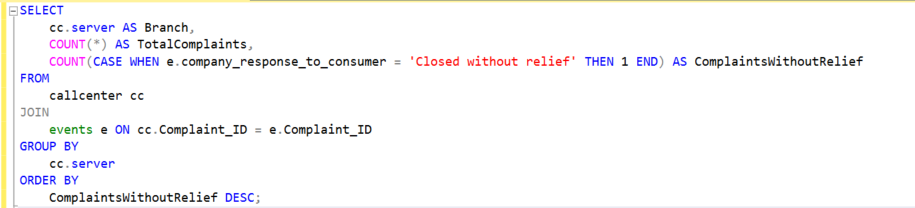 SELECT
    cc.server AS Branch,
    COUNT(*) AS TotalComplaints,
    COUNT(CASE WHEN e.company_response_to_consumer = 'Closed without relief' THEN 1 END) AS ComplaintsWithoutRelief
FROM
    callcenter cc
JOIN
    events e ON cc.Complaint_ID = e.Complaint_ID
GROUP BY
    cc.server
ORDER BY
    ComplaintsWithoutRelief DESC;